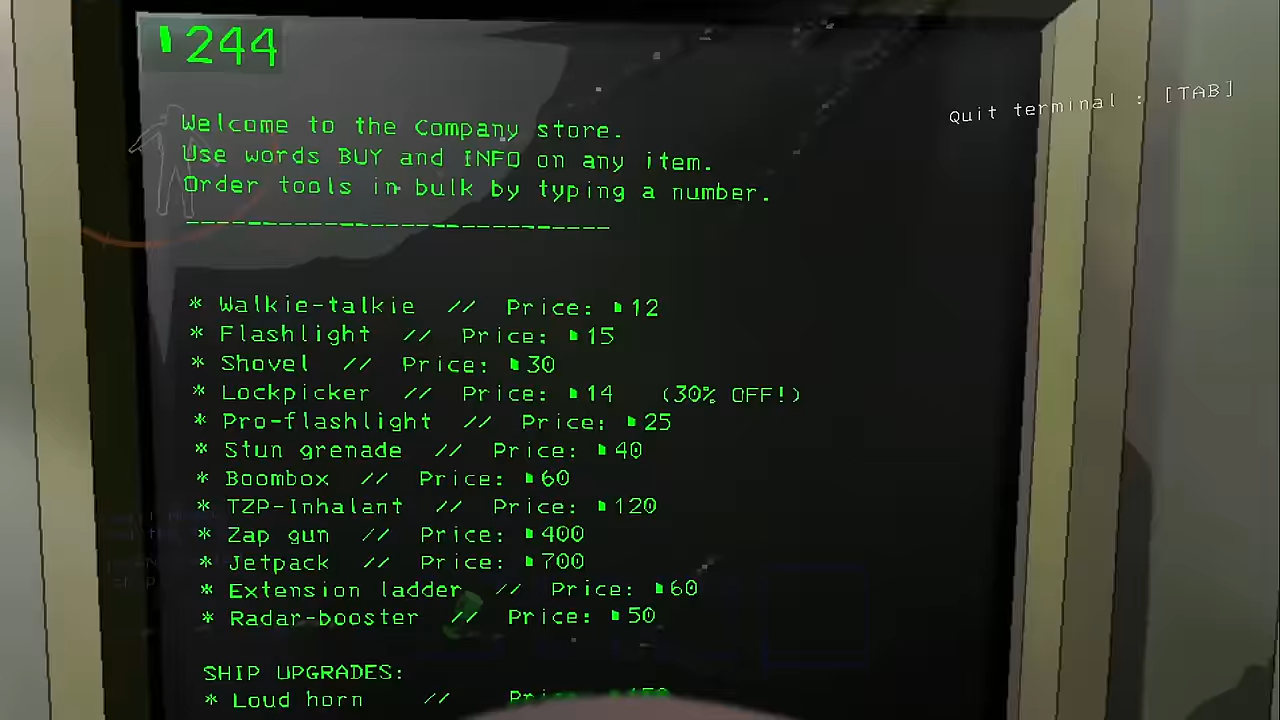 ▮244
Quit terminal : [TAB]
Welcome to the Company store.
Use words BUY and INFO on any item.
Order tools in bulk by typing a number.
----------------------------
* Walkie-talkie // Price: ▮12
* Flashlight // Price: ▮15
* Shovel // Price: ▮30
* Lockpicker // Price: ▮14 (30% OFF!)
* Pro-flashlight // Price: ▮25
* Stun grenade // Price: ▮40
* Boombox // Price: ▮60
* TZP-Inhalant // Price: ▮120
* Zap gun // Price: ▮400
* Jetpack // Price: ▮700
* Extension ladder // Price: ▮60
* Radar-booster // Price: ▮50
SHIP UPGRADES:
* Loud horn //